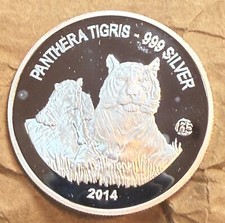 PANTHERA TIGRIS - 999 SILVER
2014